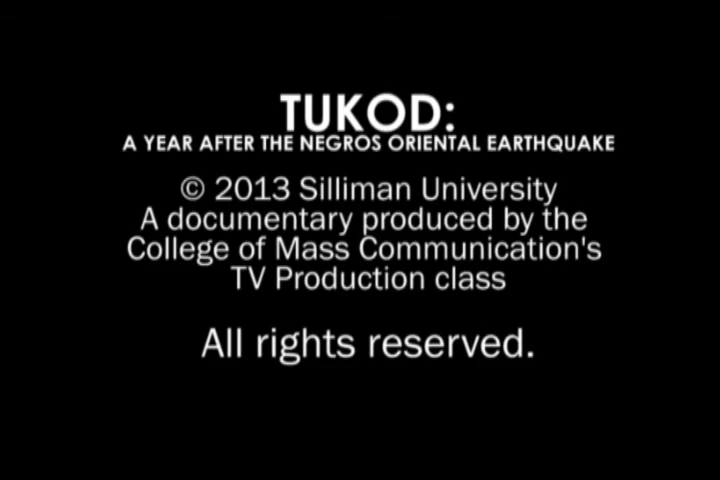 TUKOD:
A YEAR AFTER THE NEGROS ORIENTAL EARTHQUAKE
© 2013 Silliman University
A documentary produced by the
College of Mass Communication's
TV Production class
All rights reserved.